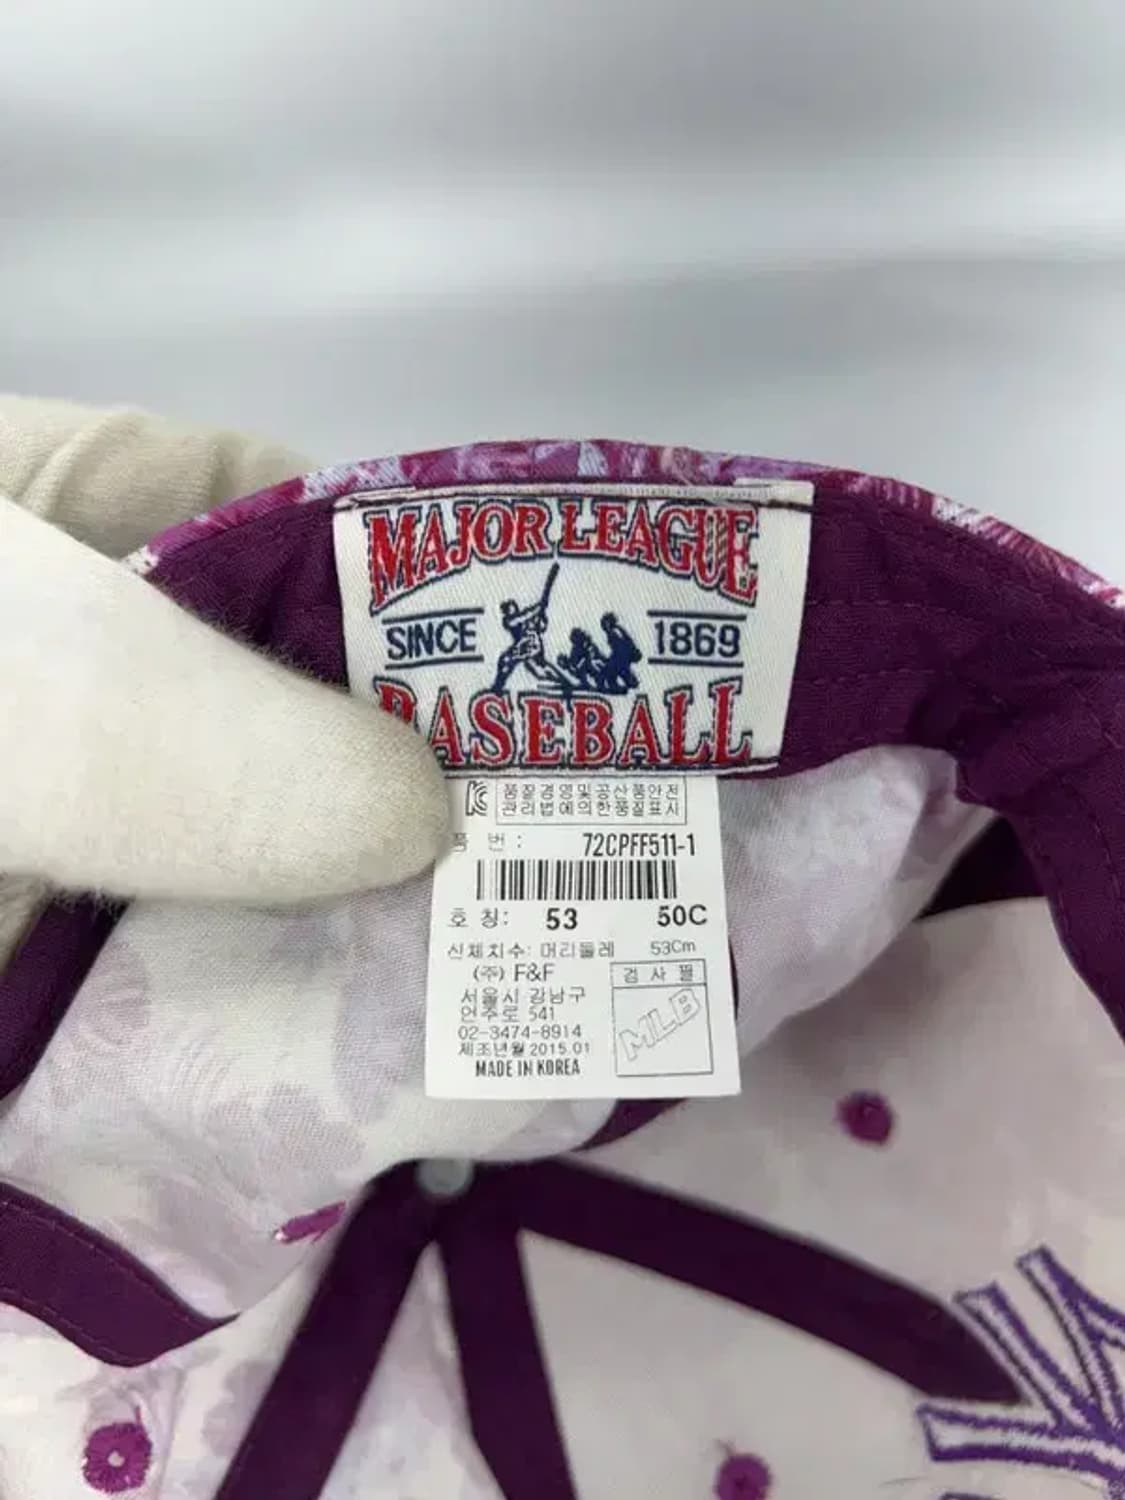 MAJOR LEAGUE
SINCE 1869
BASEBALL
품질경영및공산품안전
관리법에의한품질표시
품 번: 72CPFF511-1
호칭: 53 50C
신체치수: 머리둘레 53Cm
(주) F&F
검사필
서울시 강남구
언주로 541
MLB
02-3474-8914
제조년월 2015.01
MADE IN KOREA